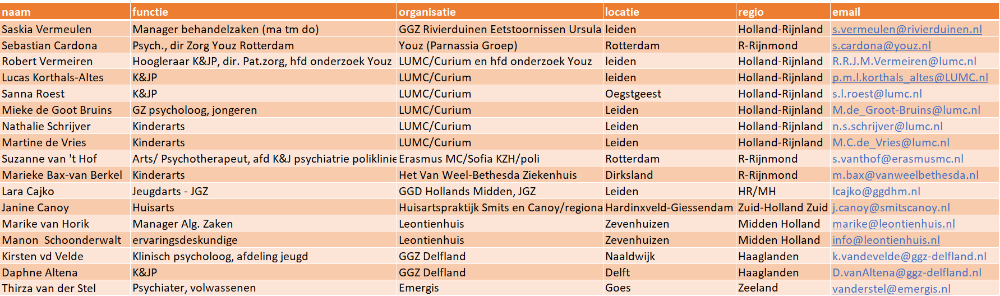 naam functie organisatie locatie regio email
Saskia Vermeulen Manager behandelzaken (ma tm do) GGZ Rivierduinen Eetstoornissen Ursula leiden Holland-Rijnland s.vermeulen@rivierduinen.nl
Sebastian Cardona Psych., dir Zorg Youz Rotterdam Youz (Parnassia Groep) Rotterdam R-Rijnmond s.cardona@youz.nl
Robert Vermeiren Hoogleraar K&JP, dir. Pat.zorg, hfd onderzoek Youz LUMC/Curium en hfd onderzoek Youz leiden Holland-Rijnland R.R.J.M.Vermeiren@lumc.nl
Lucas Korthals-Altes K&JP LUMC/Curium leiden Holland-Rijnland p.m.l.korthals_altes@LUMC.nl
Sanna Roest K&JP LUMC/Curium Oegstgeest Holland-Rijnland s.l.roest@lumc.nl
Mieke de Goot Bruins GZ psycholoog, jongeren LUMC/Curium Leiden Holland-Rijnland M.de_Groot-Bruins@lumc.nl
Nathalie Schrijver Kinderarts LUMC/Curium Leiden Holland-Rijnland n.s.schrijver@lumc.nl
Martine de Vries Kinderarts LUMC/Curium Leiden Holland-Rijnland M.C.de_Vries@lumc.nl
Suzanne van 't Hof Arts/ Psychotherapeut, afd K&J psychiatrie poliklinie Erasmus MC/Sofia KZH/poli Rotterdam R-Rijnmond s.vanthof@erasmusmc.nl
Marieke Bax-van Berkel Kinderarts Het Van Weel-Bethesda Ziekenhuis Dirksland R-Rijnmond m.bax@vanweelbethesda.nl
Lara Cajko Jeugdarts - JGZ GGD Hollands Midden, JGZ Leiden HR/MH lcajko@ggdhm.nl
Janine Canoy Huisarts Huisartspraktijk Smits en Canoy/regiona Hardinxveld-Giessendam Zuid-Holland Zuid j.canoy@smitscanoy.nl
Marike van Horik Manager Alg. Zaken Leontienhuis Zevenhuizen Midden Holland marike@leontienhuis.nl
Manon  Schoonderwalt ervaringsdeskundige Leontienhuis Zevenhuizen Midden Holland info@leontienhuis.nl
Kirsten vd Velde Klinisch psycholoog, afdeling jeugd GGZ Delfland Naaldwijk Haaglanden k.vandevelde@ggz-delfland.nl
Daphne Altena K&JP GGZ Delfland Delft Haaglanden D.vanAltena@ggz-delfland.nl
Thirza van der Stel Psychiater, volwassenen Emergis Goes Zeeland vanderstel@emergis.nl